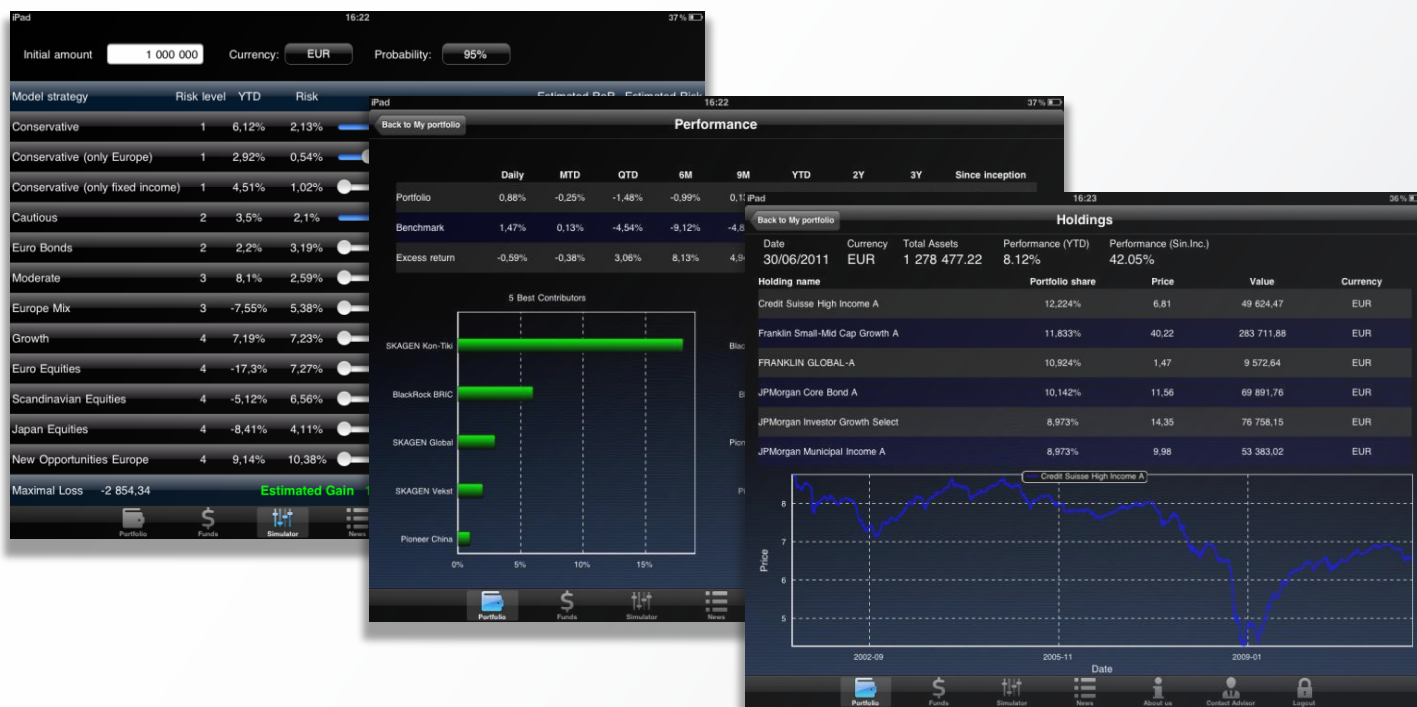 iPad 16:22 37%
Initial amount 1 000 000 Currency: EUR Probability: 95%
Model strategy Risk level YTD Risk Estimated RoR Estimated Risk
Conservative 1 6,12% 2,13%
Conservative (only Europe) 1 2,92% 0,54%
Conservative (only fixed income) 1 4,51% 1,02%
Cautious 2 3,5% 2,1%
Euro Bonds 2 2,2% 3,19%
Moderate 3 8,1% 2,59%
Europe Mix 3 -7,55% 5,38%
Growth 4 7,19% 7,23%
Euro Equities 4 -17,3% 7,27%
Scandinavian Equities 4 -5,12% 6,56%
Japan Equities 4 -8,41% 4,11%
New Opportunities Europe 4 9,14% 10,38%
Maximal Loss -2 854,34 Estimated Gain
Portfolio Funds Simulator News
iPad 16:22 37%
Back to My portfolio Performance
Daily MTD QTD 6M 9M YTD 2Y 3Y Since inception
Portfolio 0,88% -0,25% -1,48% -0,99%
Benchmark 1,47% 0,13% -4,54% -9,12%
Excess return -0,59% -0,38% 3,06% 8,13%
5 Best Contributors
SKAGEN Kon-Tiki
BlackRock BRIC
SKAGEN Global
SKAGEN Vekst
Pioneer China
0% 5% 10% 15%
Portfolio Funds Simulator News
iPad 16:23 36%
Back to My portfolio Holdings
Date Currency Total Assets Performance (YTD) Performance (Sin.Inc.)
30/06/2011 EUR 1 278 477.22 8.12% 42.05%
Holding name Portfolio share Price Value Currency
Credit Suisse High Income A 12,224% 6,81 49 624,47 EUR
Franklin Small-Mid Cap Growth A 11,833% 40,22 283 711,88 EUR
FRANKLIN GLOBAL-A 10,924% 1,47 9 572,64 EUR
JPMorgan Core Bond A 10,142% 11,56 69 891,76 EUR
JPMorgan Investor Growth Select 8,973% 14,35 76 758,15 EUR
JPMorgan Municipal Income A 8,973% 9,98 53 383,02 EUR
Credit Suisse High Income A
8
7
6
5
Price
2002-09 2005-11 2009-01
Date
Portfolio Funds Simulator News About us Contact Advisor Logout